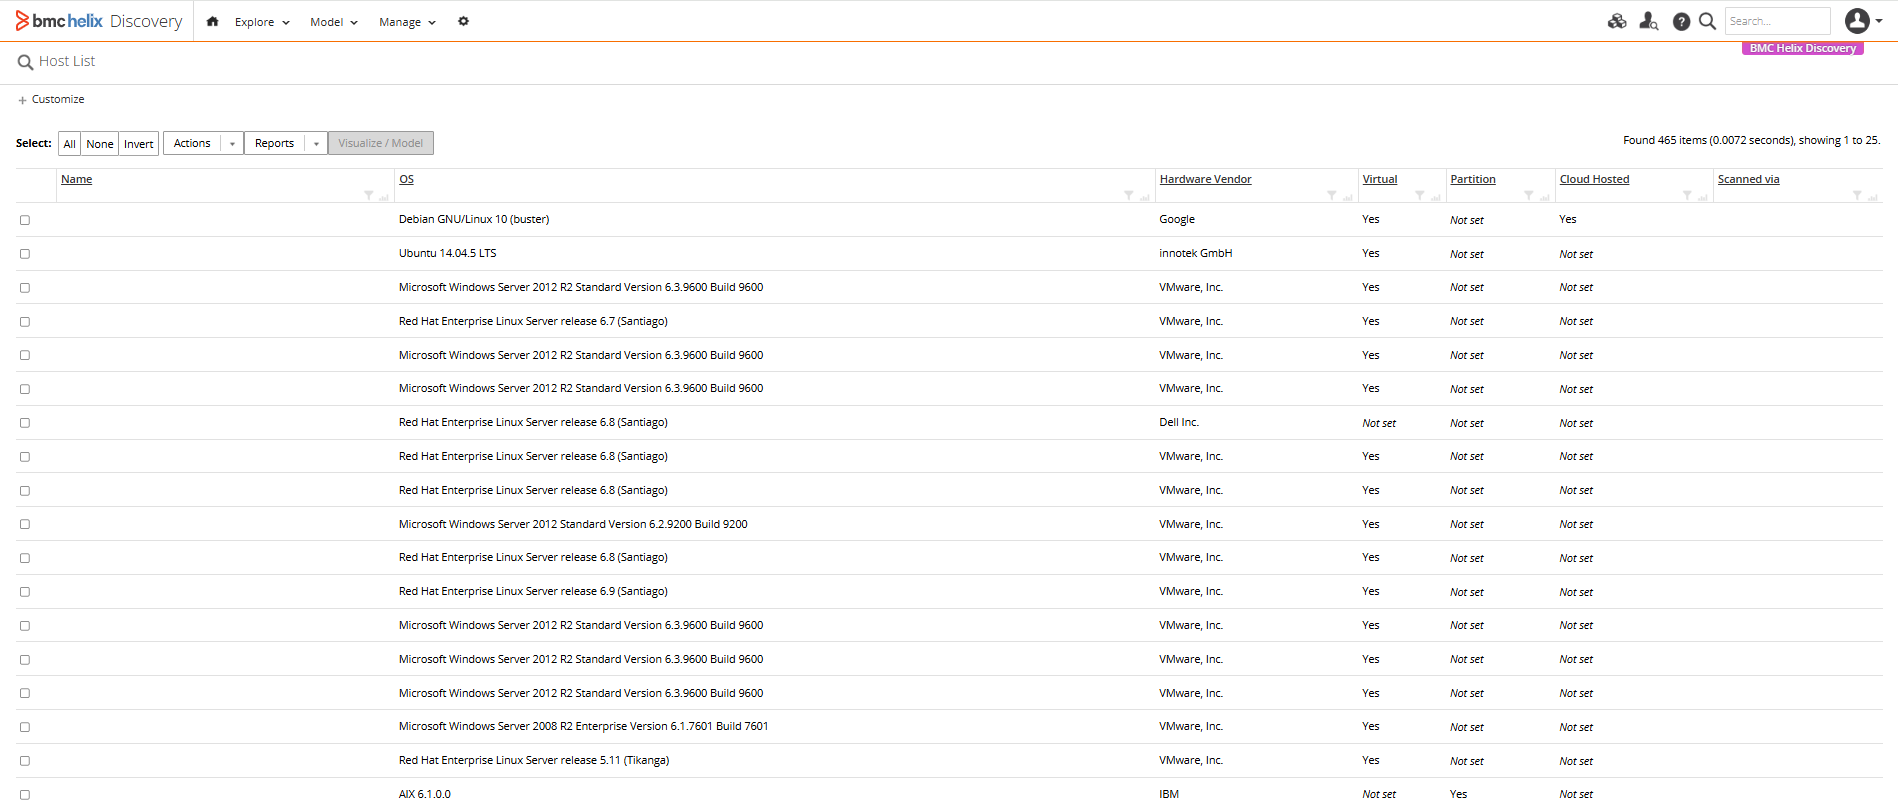 bmchelix Discovery Explore Model Manage Search...
BMC Helix Discovery
Host List
+ Customize
Select: All None Invert Actions Reports Visualize / Model Found 465 items (0.0072 seconds), showing 1 to 25.
Name OS Hardware Vendor Virtual Partition Cloud Hosted Scanned via
Debian GNU/Linux 10 (buster) Google Yes Not set Yes
Ubuntu 14.04.5 LTS innotek GmbH Yes Not set Not set
Microsoft Windows Server 2012 R2 Standard Version 6.3.9600 Build 9600 VMware, Inc. Yes Not set Not set
Red Hat Enterprise Linux Server release 6.7 (Santiago) VMware, Inc. Yes Not set Not set
Microsoft Windows Server 2012 R2 Standard Version 6.3.9600 Build 9600 VMware, Inc. Yes Not set Not set
Microsoft Windows Server 2012 R2 Standard Version 6.3.9600 Build 9600 VMware, Inc. Yes Not set Not set
Red Hat Enterprise Linux Server release 6.8 (Santiago) Dell Inc. Not set Not set Not set
Red Hat Enterprise Linux Server release 6.8 (Santiago) VMware, Inc. Yes Not set Not set
Red Hat Enterprise Linux Server release 6.8 (Santiago) VMware, Inc. Yes Not set Not set
Microsoft Windows Server 2012 Standard Version 6.2.9200 Build 9200 VMware, Inc. Yes Not set Not set
Red Hat Enterprise Linux Server release 6.8 (Santiago) VMware, Inc. Yes Not set Not set
Red Hat Enterprise Linux Server release 6.9 (Santiago) VMware, Inc. Yes Not set Not set
Microsoft Windows Server 2012 R2 Standard Version 6.3.9600 Build 9600 VMware, Inc. Yes Not set Not set
Microsoft Windows Server 2012 R2 Standard Version 6.3.9600 Build 9600 VMware, Inc. Yes Not set Not set
Microsoft Windows Server 2012 R2 Standard Version 6.3.9600 Build 9600 VMware, Inc. Yes Not set Not set
Microsoft Windows Server 2008 R2 Enterprise Version 6.1.7601 Build 7601 VMware, Inc. Yes Not set Not set
Red Hat Enterprise Linux Server release 5.11 (Tikanga) VMware, Inc. Yes Not set Not set
AIX 6.1.0.0 IBM Not set Yes Not set